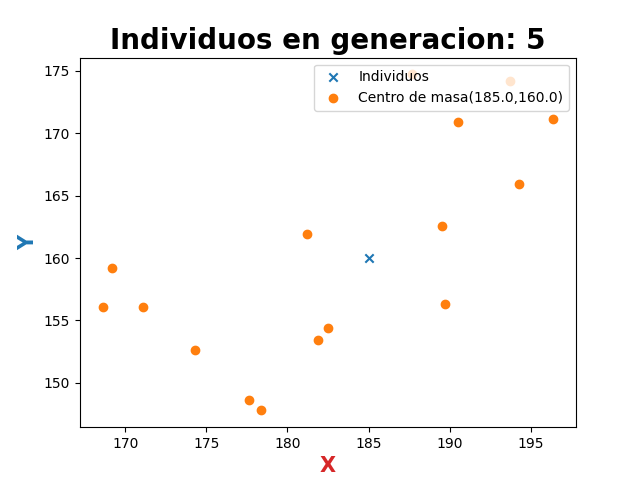 Individuos en generacion: 5
Individuos
Centro de masa(185.0,160.0)
175
170
165
160
155
150
Y
170
175
180
185
190
195
X